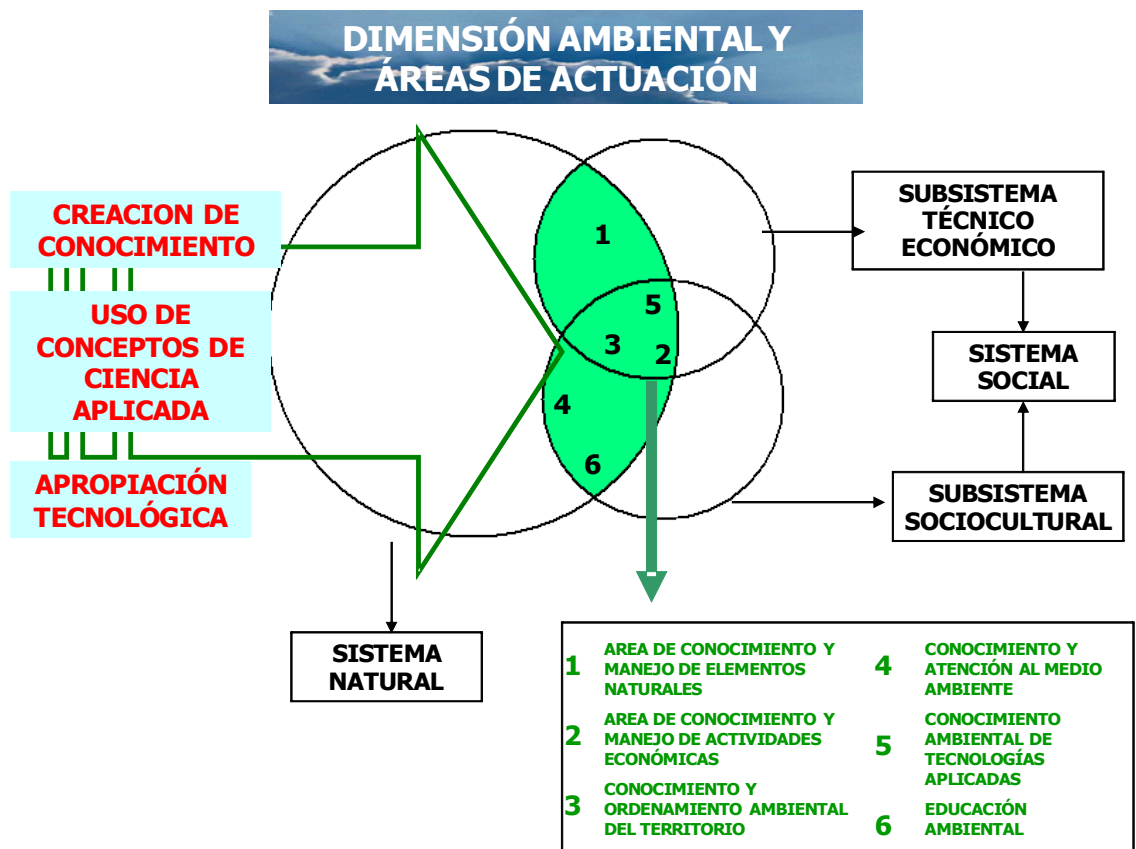 DIMENSIÓN AMBIENTAL Y
ÁREAS DE ACTUACIÓN
CREACION DE
CONOCIMIENTO
USO DE
CONCEPTOS DE
CIENCIA
APLICADA
APROPIACIÓN
TECNOLÓGICA
1
5
3
2
4
6
SUBSISTEMA
TÉCNICO
ECONÓMICO
SISTEMA
SOCIAL
SUBSISTEMA
SOCIOCULTURAL
SISTEMA
NATURAL
1
AREA DE CONOCIMIENTO Y
MANEJO DE ELEMENTOS
NATURALES
2
AREA DE CONOCIMIENTO Y
MANEJO DE ACTIVIDADES
ECONÓMICAS
3
CONOCIMIENTO Y
ORDENAMIENTO AMBIENTAL
DEL TERRITORIO
4
CONOCIMIENTO Y
ATENCIÓN AL MEDIO
AMBIENTE
5
CONOCIMIENTO
AMBIENTAL DE
TECNOLOGÍAS
APLICADAS
6
EDUCACIÓN
AMBIENTAL